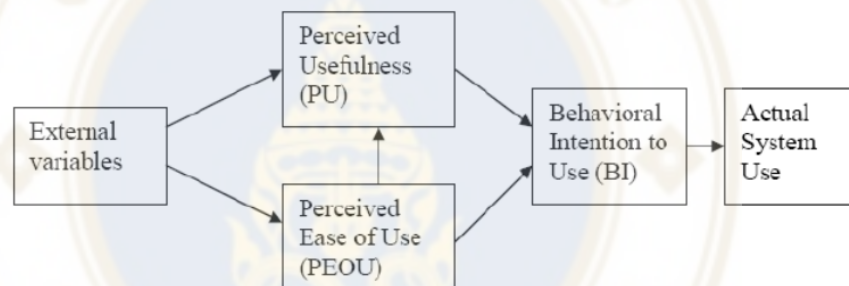 Perceived
Usefulness
(PU)
External
variables
Perceived
Ease of Use
(PEOU)
Behavioral
Intention to
Use (BI)
Actual
System
Use